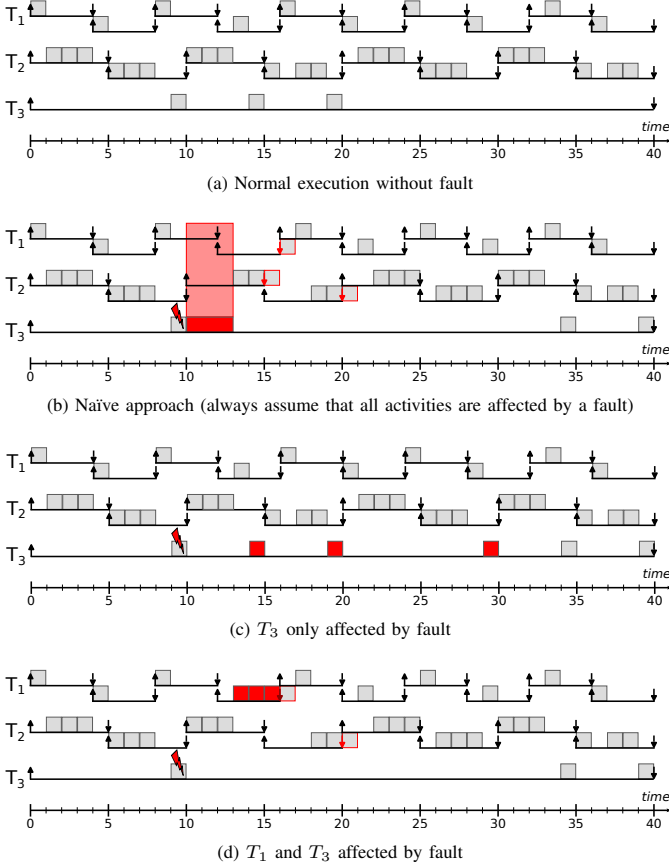 T1
T2
T3
time
0 5 10 15 20 25 30 35 40
(a) Normal execution without fault
T1
T2
T3
time
0 5 10 15 20 25 30 35 40
(b) Naïve approach (always assume that all activities are affected by a fault)
T1
T2
T3
time
0 5 10 15 20 25 30 35 40
(c) T3 only affected by fault
T1
T2
T3
time
0 5 10 15 20 25 30 35 40
(d) T1 and T3 affected by fault